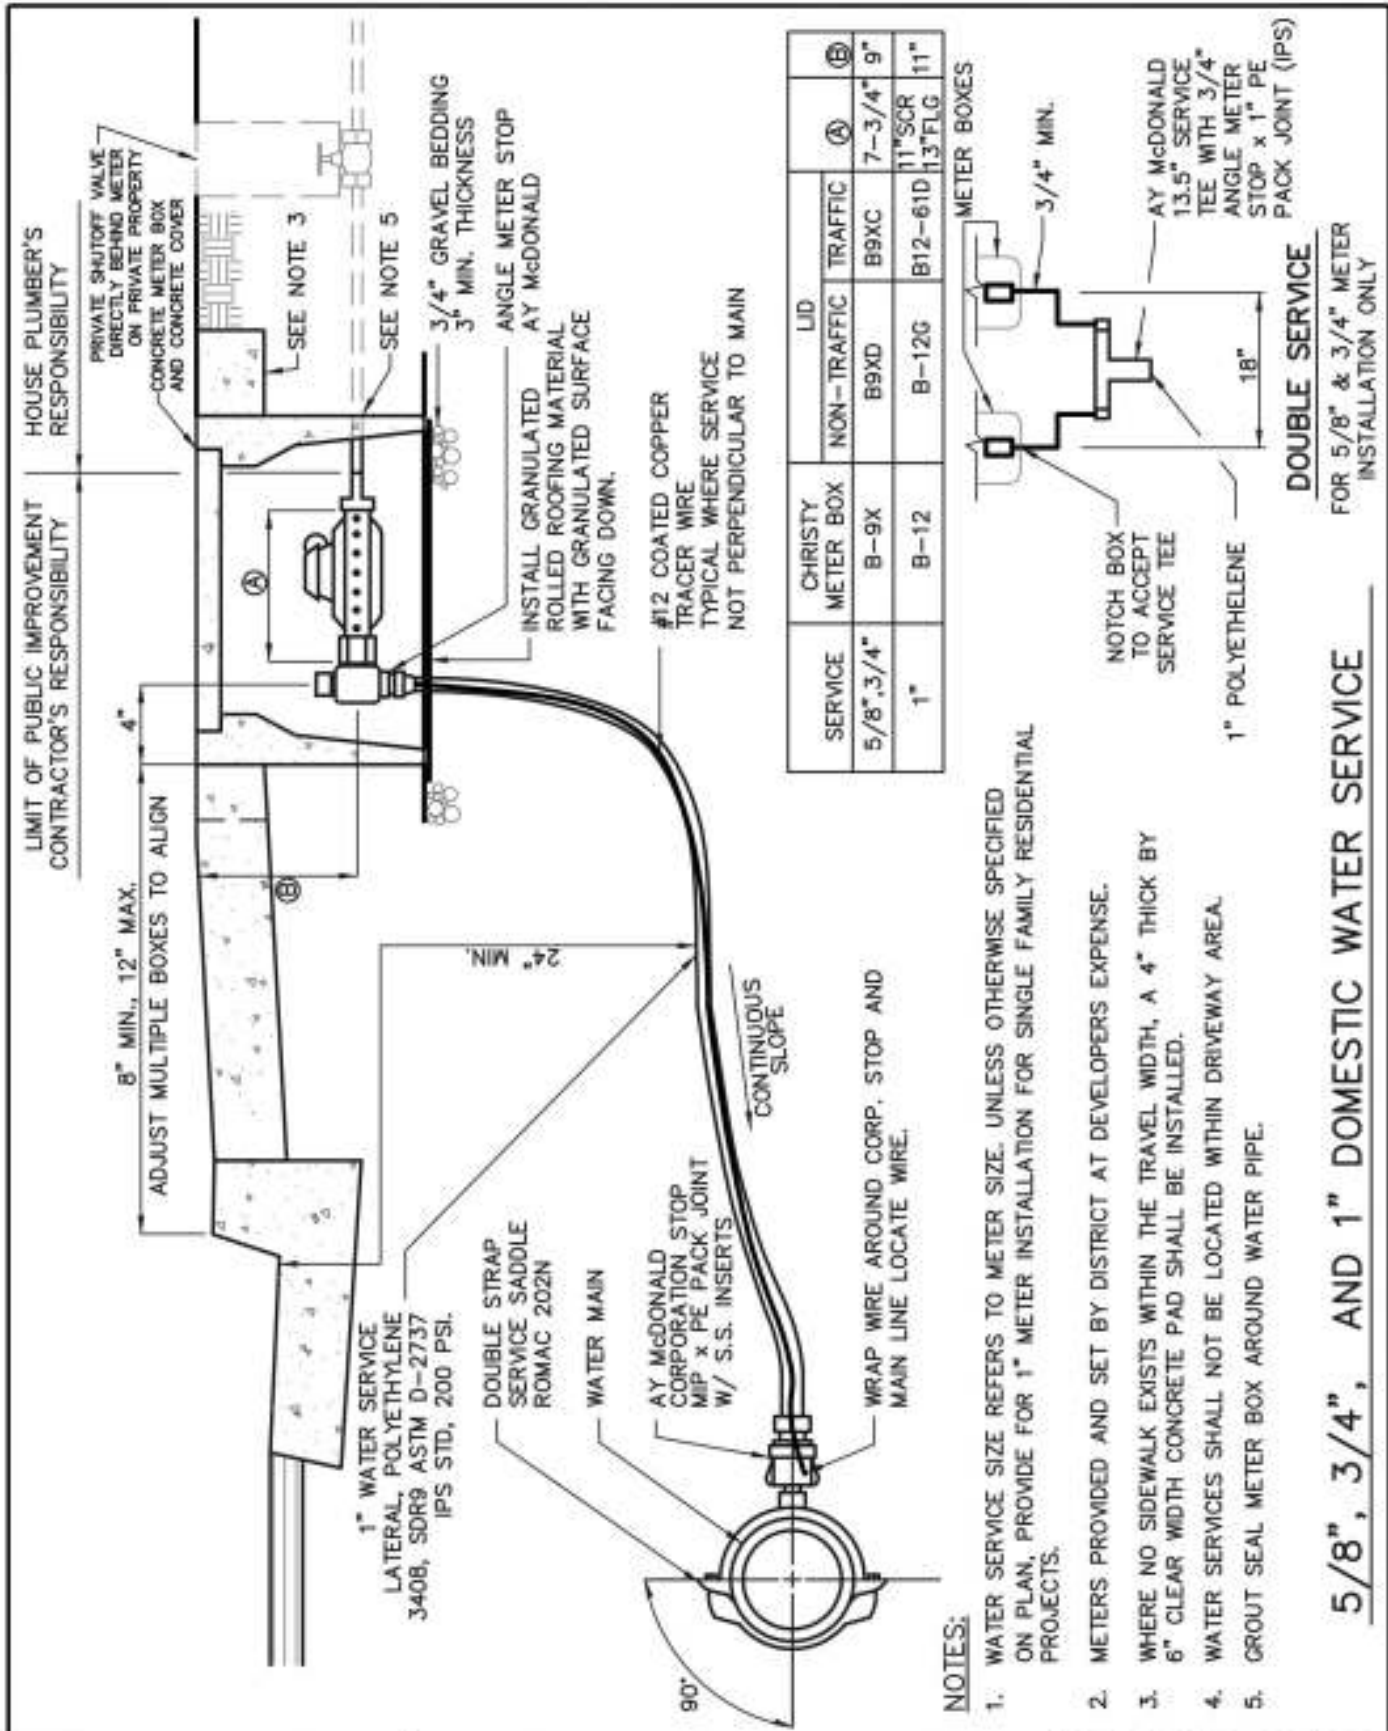 LIMIT OF PUBLIC IMPROVEMENT
CONTRACTOR'S RESPONSIBILITY
HOUSE PLUMBER'S
RESPONSIBILITY
8" MIN., 12" MAX.
ADJUST MULTIPLE BOXES TO ALIGN
4"
PRIVATE SHUTOFF VALVE
DIRECTLY BEHIND METER
ON PRIVATE PROPERTY
CONCRETE METER BOX
AND CONCRETE COVER
A
B
SEE NOTE 3
SEE NOTE 5
3/4" GRAVEL BEDDING
3" MIN. THICKNESS
ANGLE METER STOP
AY McDONALD
INSTALL GRANULATED
ROLLED ROOFING MATERIAL
WITH GRANULATED SURFACE
FACING DOWN.
#12 COATED COPPER
TRACER WIRE
TYPICAL WHERE SERVICE
NOT PERPENDICULAR TO MAIN
24" MIN.
CONTINUOUS
SLOPE
1" WATER SERVICE
LATERAL, POLYETHYLENE
3408, SDR9 ASTM D-2737
IPS STD, 200 PSI.
DOUBLE STRAP
SERVICE SADDLE
ROMAC 202N
WATER MAIN
AY McDONALD
CORPORATION STOP
MIP x PE PACK JOINT
W/ S.S. INSERTS
WRAP WIRE AROUND CORP. STOP AND
MAIN LINE LOCATE WIRE.
90°
SERVICE CHRISTY METER BOX LID NON-TRAFFIC TRAFFIC A B
5/8",3/4" B-9X B9XD B9XC 7-3/4" 9"
1" B-12 B-12G B12-61D 11"SCR 13"FLG 11"
METER BOXES
3/4" MIN.
NOTCH BOX
TO ACCEPT
SERVICE TEE
1" POLYETHELENE
18"
AY McDONALD
13.5" SERVICE
TEE WITH 3/4"
ANGLE METER
STOP x 1" PE
PACK JOINT (IPS)
DOUBLE SERVICE
FOR 5/8" & 3/4" METER
INSTALLATION ONLY
NOTES:
1. WATER SERVICE SIZE REFERS TO METER SIZE. UNLESS OTHERWISE SPECIFIED
ON PLAN, PROVIDE FOR 1" METER INSTALLATION FOR SINGLE FAMILY RESIDENTIAL
PROJECTS.
2. METERS PROVIDED AND SET BY DISTRICT AT DEVELOPERS EXPENSE.
3. WHERE NO SIDEWALK EXISTS WITHIN THE TRAVEL WIDTH, A 4" THICK BY
6" CLEAR WIDTH CONCRETE PAD SHALL BE INSTALLED.
4. WATER SERVICES SHALL NOT BE LOCATED WITHIN DRIVEWAY AREA.
5. GROUT SEAL METER BOX AROUND WATER PIPE.
5/8", 3/4", AND 1" DOMESTIC WATER SERVICE